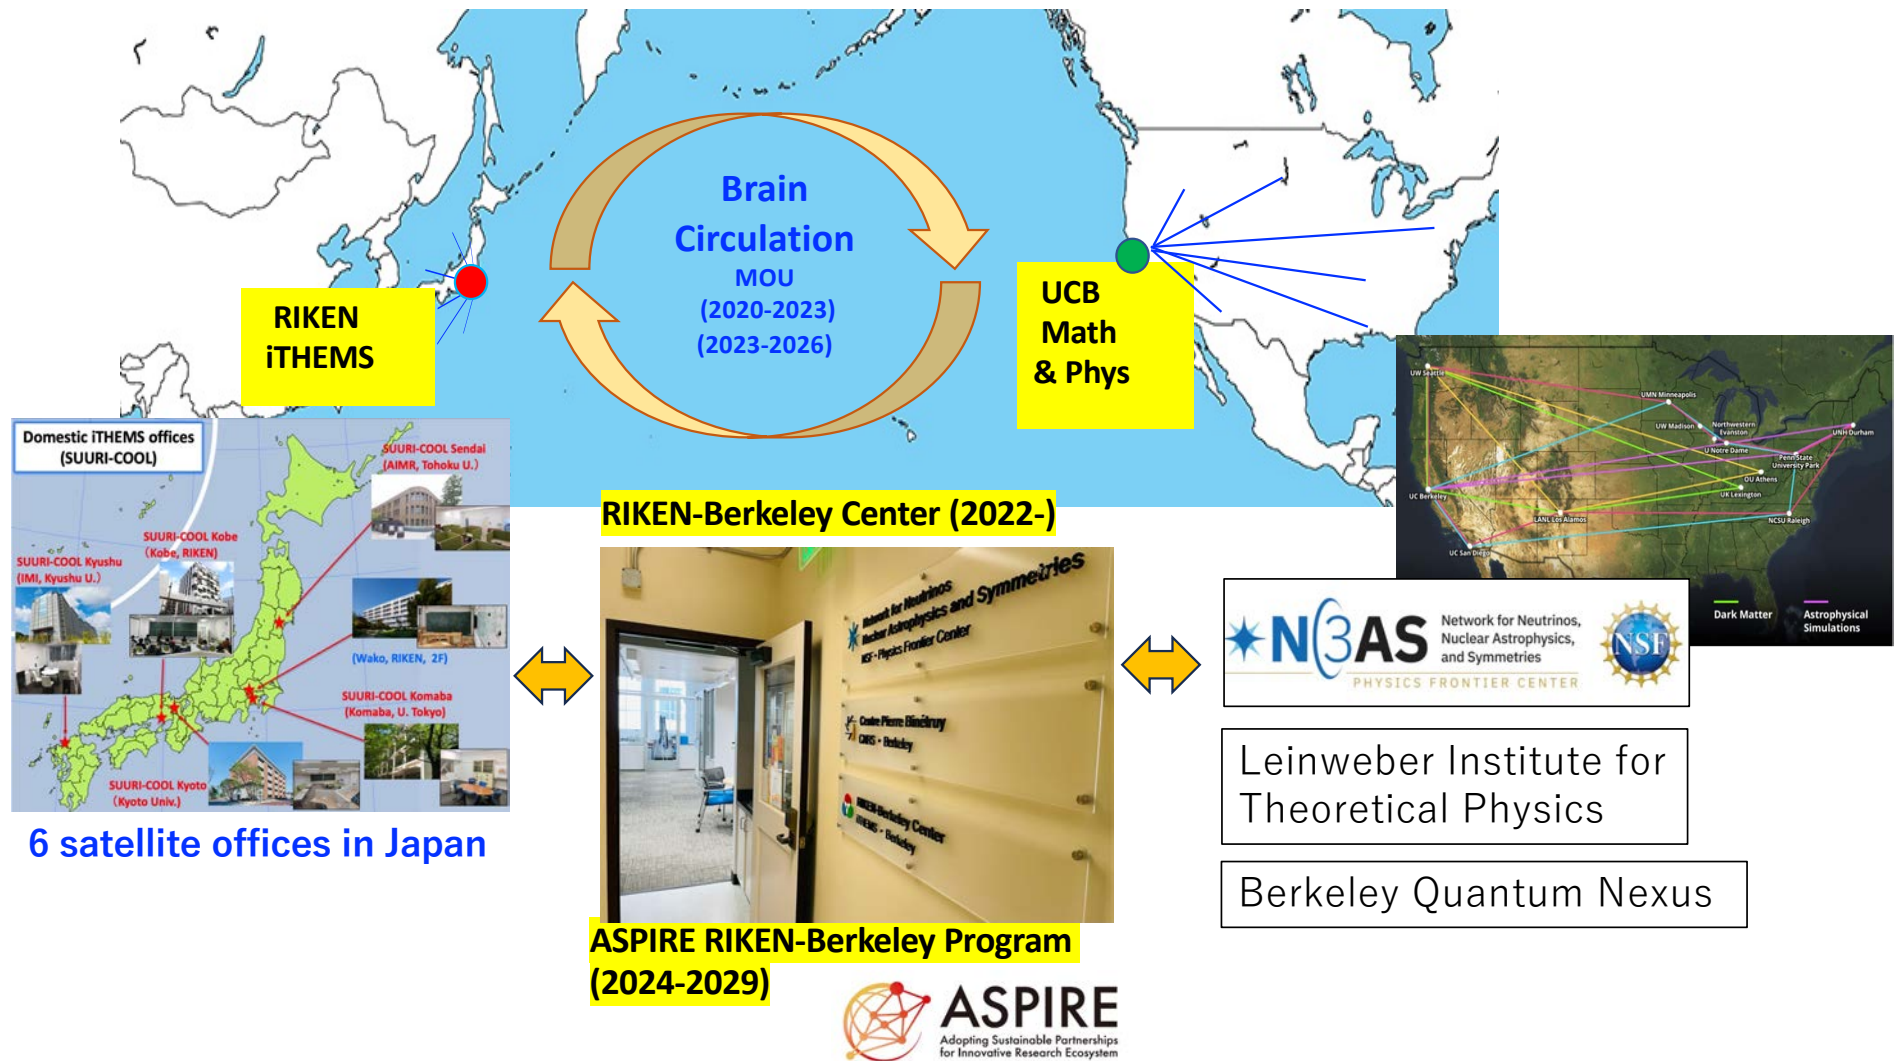 Brain
Circulation
MOU
(2020-2023)
(2023-2026)
RIKEN
iTHEMS
UCB
Math
& Phys
Domestic iTHEMS offices
(SUURI-COOL)
SUURI-COOL Sendai
(AIMR, Tohoku U.)
SUURI-COOL Kobe
(Kobe, RIKEN)
SUURI-COOL Kyushu
(IMI, Kyushu U.)
(Wako, RIKEN, 2F)
SUURI-COOL Komaba
(Komaba, U. Tokyo)
SUURI-COOL Kyoto
(Kyoto Univ.)
6 satellite offices in Japan
RIKEN-Berkeley Center (2022-)
Network for Neutrinos
Nuclear Astrophysics and Symmetries
NSF - Physics Frontier Center
Centre Pierre Binétruy
CNRS - Berkeley
RIKEN-Berkeley Center
iTHEMS - Berkeley
ASPIRE RIKEN-Berkeley Program
(2024-2029)
ASPIRE
Adopting Sustainable Partnerships
for Innovative Research Ecosystem
UW Seattle
UMN Minneapolis
UW Madison
Northwestern
Evanston
UNH Durham
U Notre Dame
Penn State
University Park
OU Athens
UK Lexington
UC Berkeley
LANL Los Alamos
NCSU Raleigh
UC San Diego
Dark Matter
Astrophysical
Simulations
N3AS
Network for Neutrinos,
Nuclear Astrophysics,
and Symmetries
PHYSICS FRONTIER CENTER
NSF
Leinweber Institute for
Theoretical Physics
Berkeley Quantum Nexus